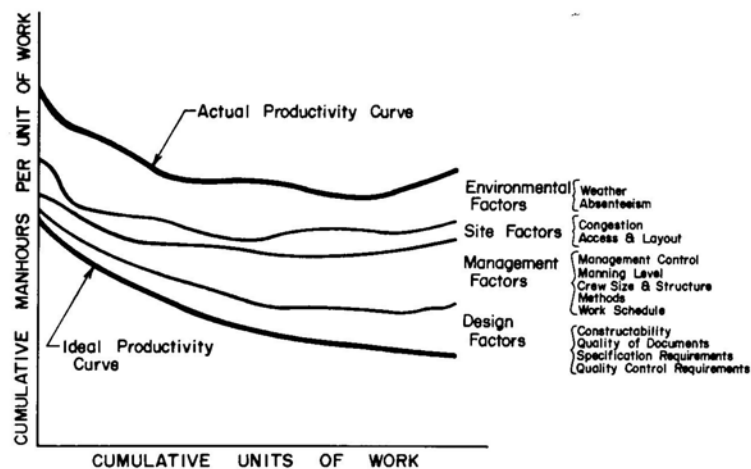 CUMULATIVE MANHOURS PER UNIT OF WORK
Actual Productivity Curve
Environmental
Factors
Weather
Absenteeism
Site Factors
Congestion
Access & Layout
Management
Factors
Management Control
Manning Level
Crew Size & Structure
Methods
Work Schedule
Design
Factors
Constructability
Quality of Documents
Specification Requirements
Quality Control Requirements
Ideal Productivity
Curve
CUMULATIVE UNITS OF WORK